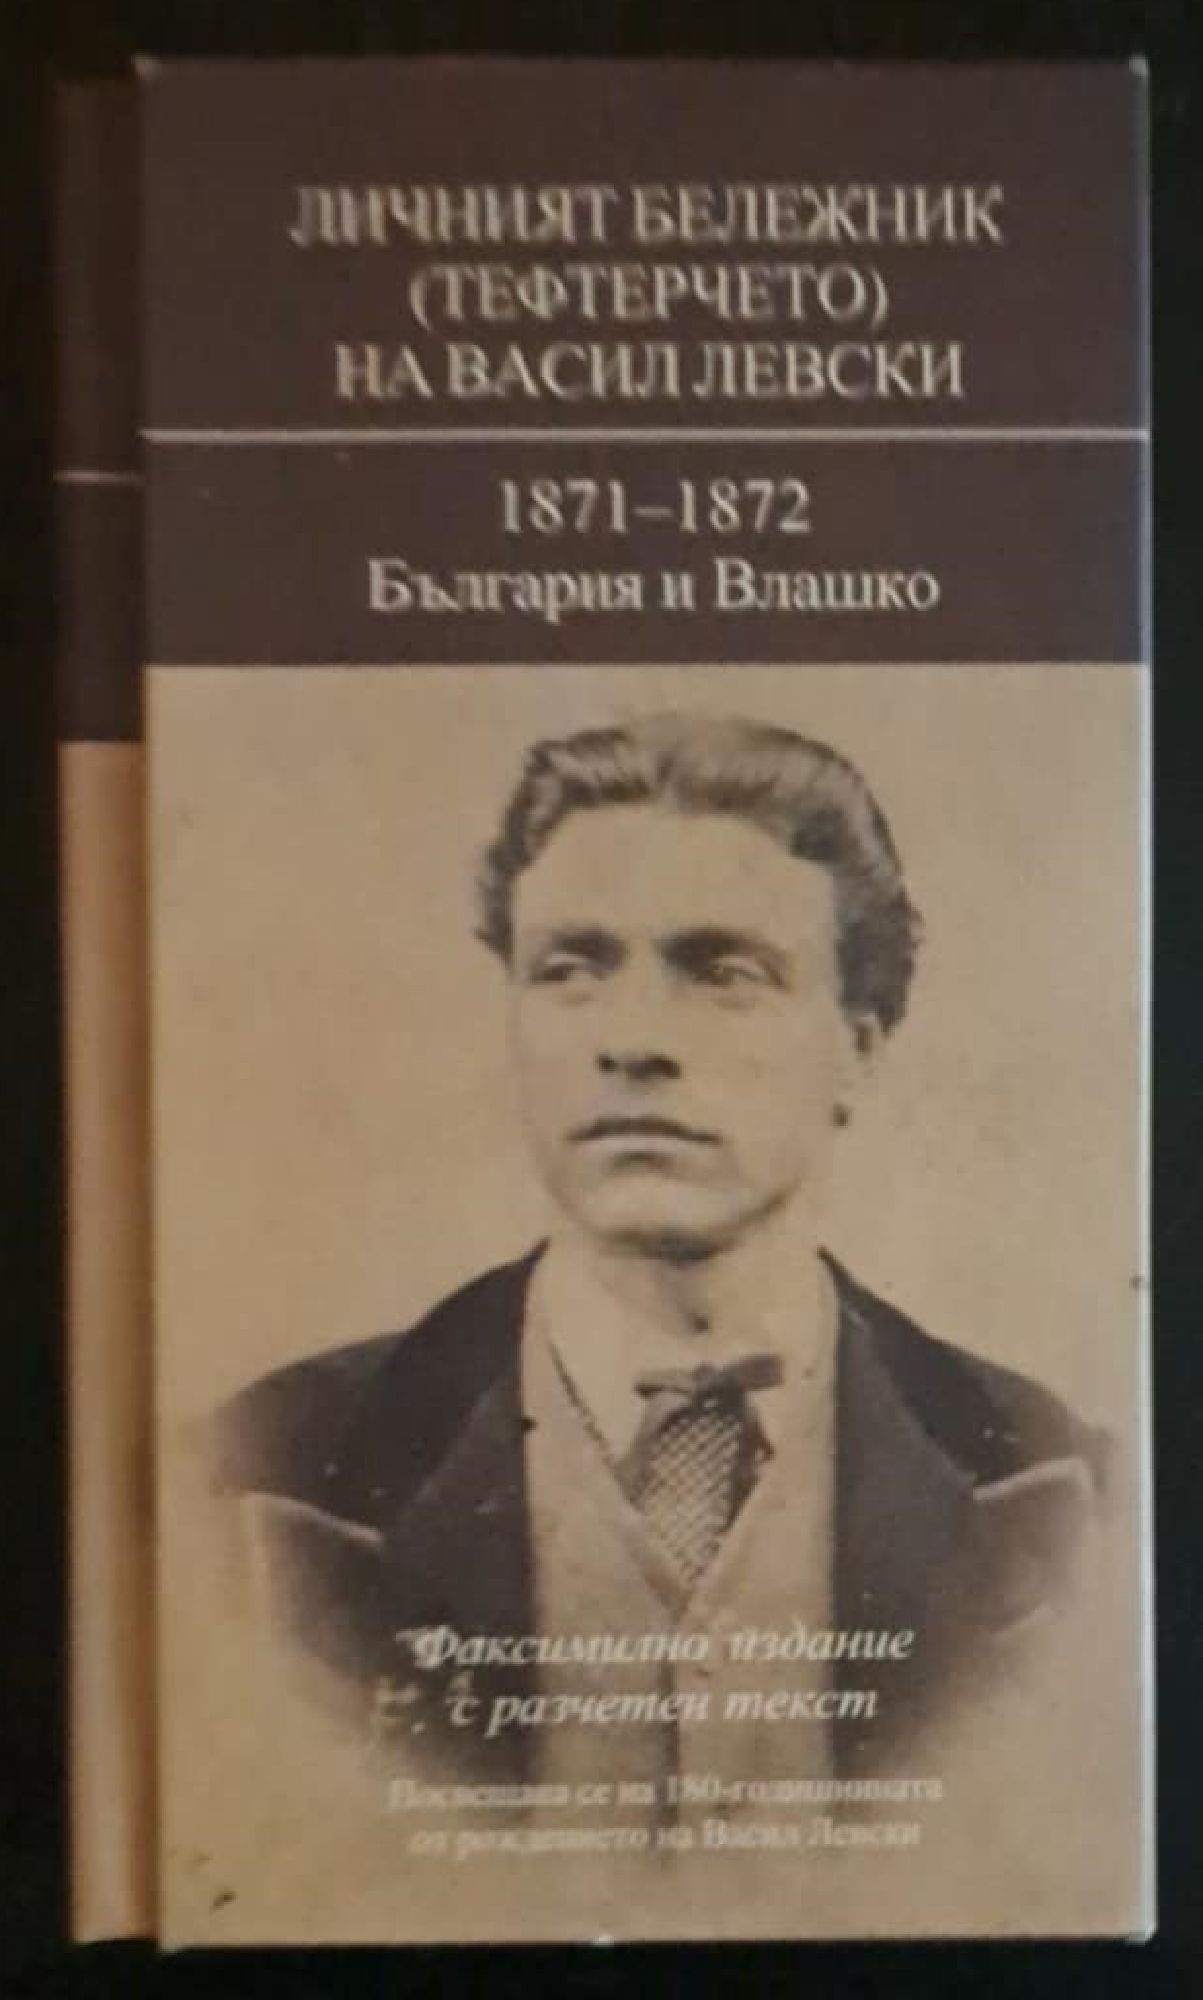 ЛИЧНИЯТ БЕЛЕЖНИК
(ТЕФТЕРЧЕТО)
НА ВАСИЛ ЛЕВСКИ
1871–1872
България и Влашко
Факсимилно издание
с разчетен текст
Посвещава се на 180-годишнината
от рождението на Васил Левски